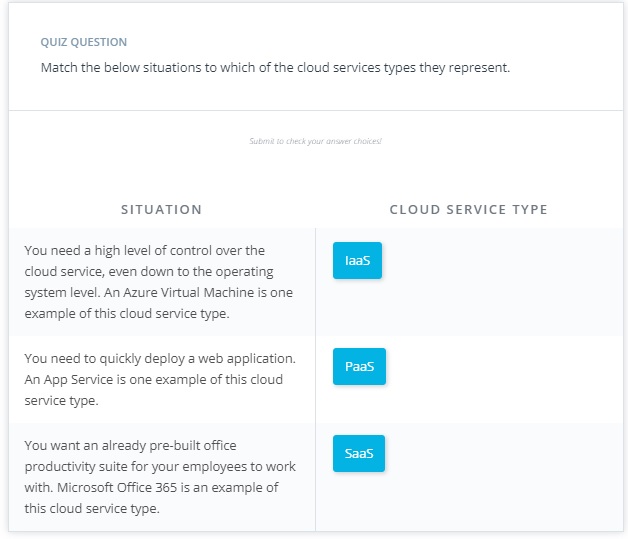 QUIZ QUESTION
Match the below situations to which of the cloud services types they represent.
Submit to check your answer choices!
SITUATION
CLOUD SERVICE TYPE
You need a high level of control over the
cloud service, even down to the operating
system level. An Azure Virtual Machine is one
example of this cloud service type.
IaaS
You need to quickly deploy a web application.
An App Service is one example of this cloud
service type.
PaaS
You want an already pre-built office
productivity suite for your employees to work
with. Microsoft Office 365 is an example of
this cloud service type.
SaaS